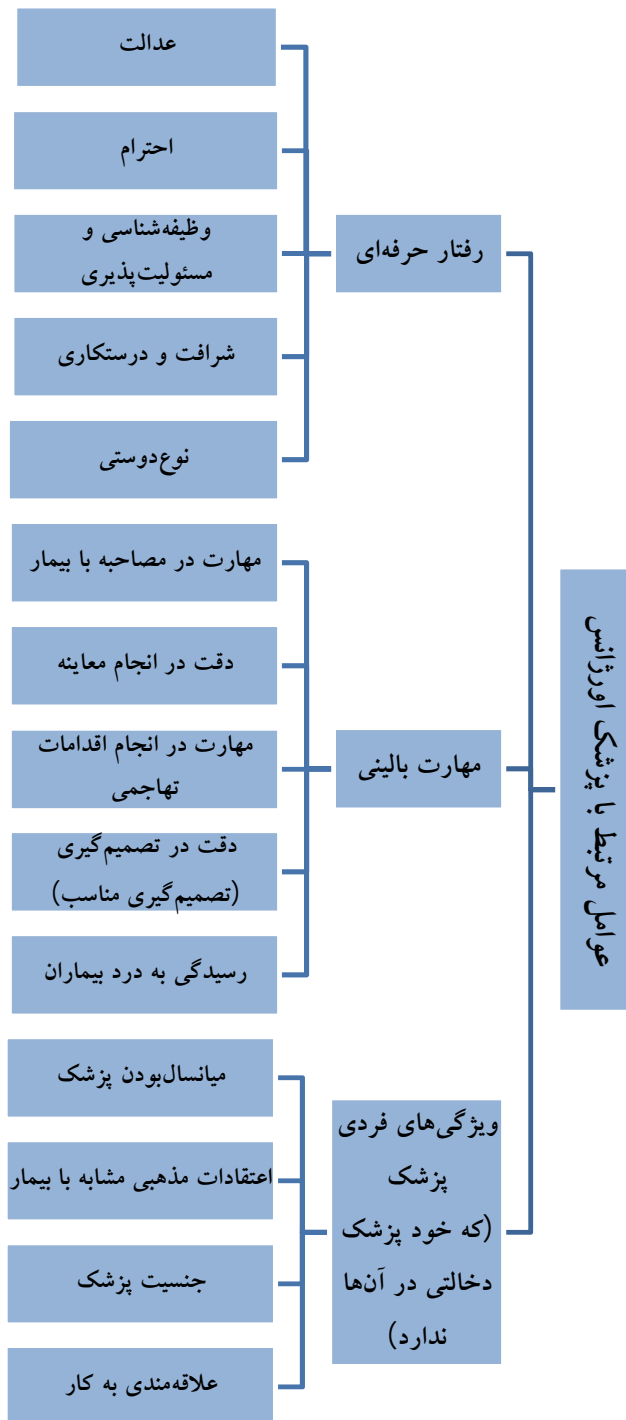 عوامل مرتبط با پزشک اورژانس
رفتار حرفه‌ای
عدالت
احترام
وظیفه‌شناسی و
مسئولیت‌پذیری
شرافت و درستکاری
نوع‌دوستی
مهارت بالینی
مهارت در مصاحبه با بیمار
دقت در انجام معاینه
مهارت در انجام اقدامات
تهاجمی
دقت در تصمیم‌گیری
(تصمیم‌گیری مناسب)
رسیدگی به درد بیماران
ویژگی‌های فردی
پزشک
(که خود پزشک
دخالتی در آن‌ها
ندارد)
میانسال‌بودن پزشک
اعتقادات مذهبی مشابه با بیمار
جنسیت پزشک
علاقه‌مندی به کار